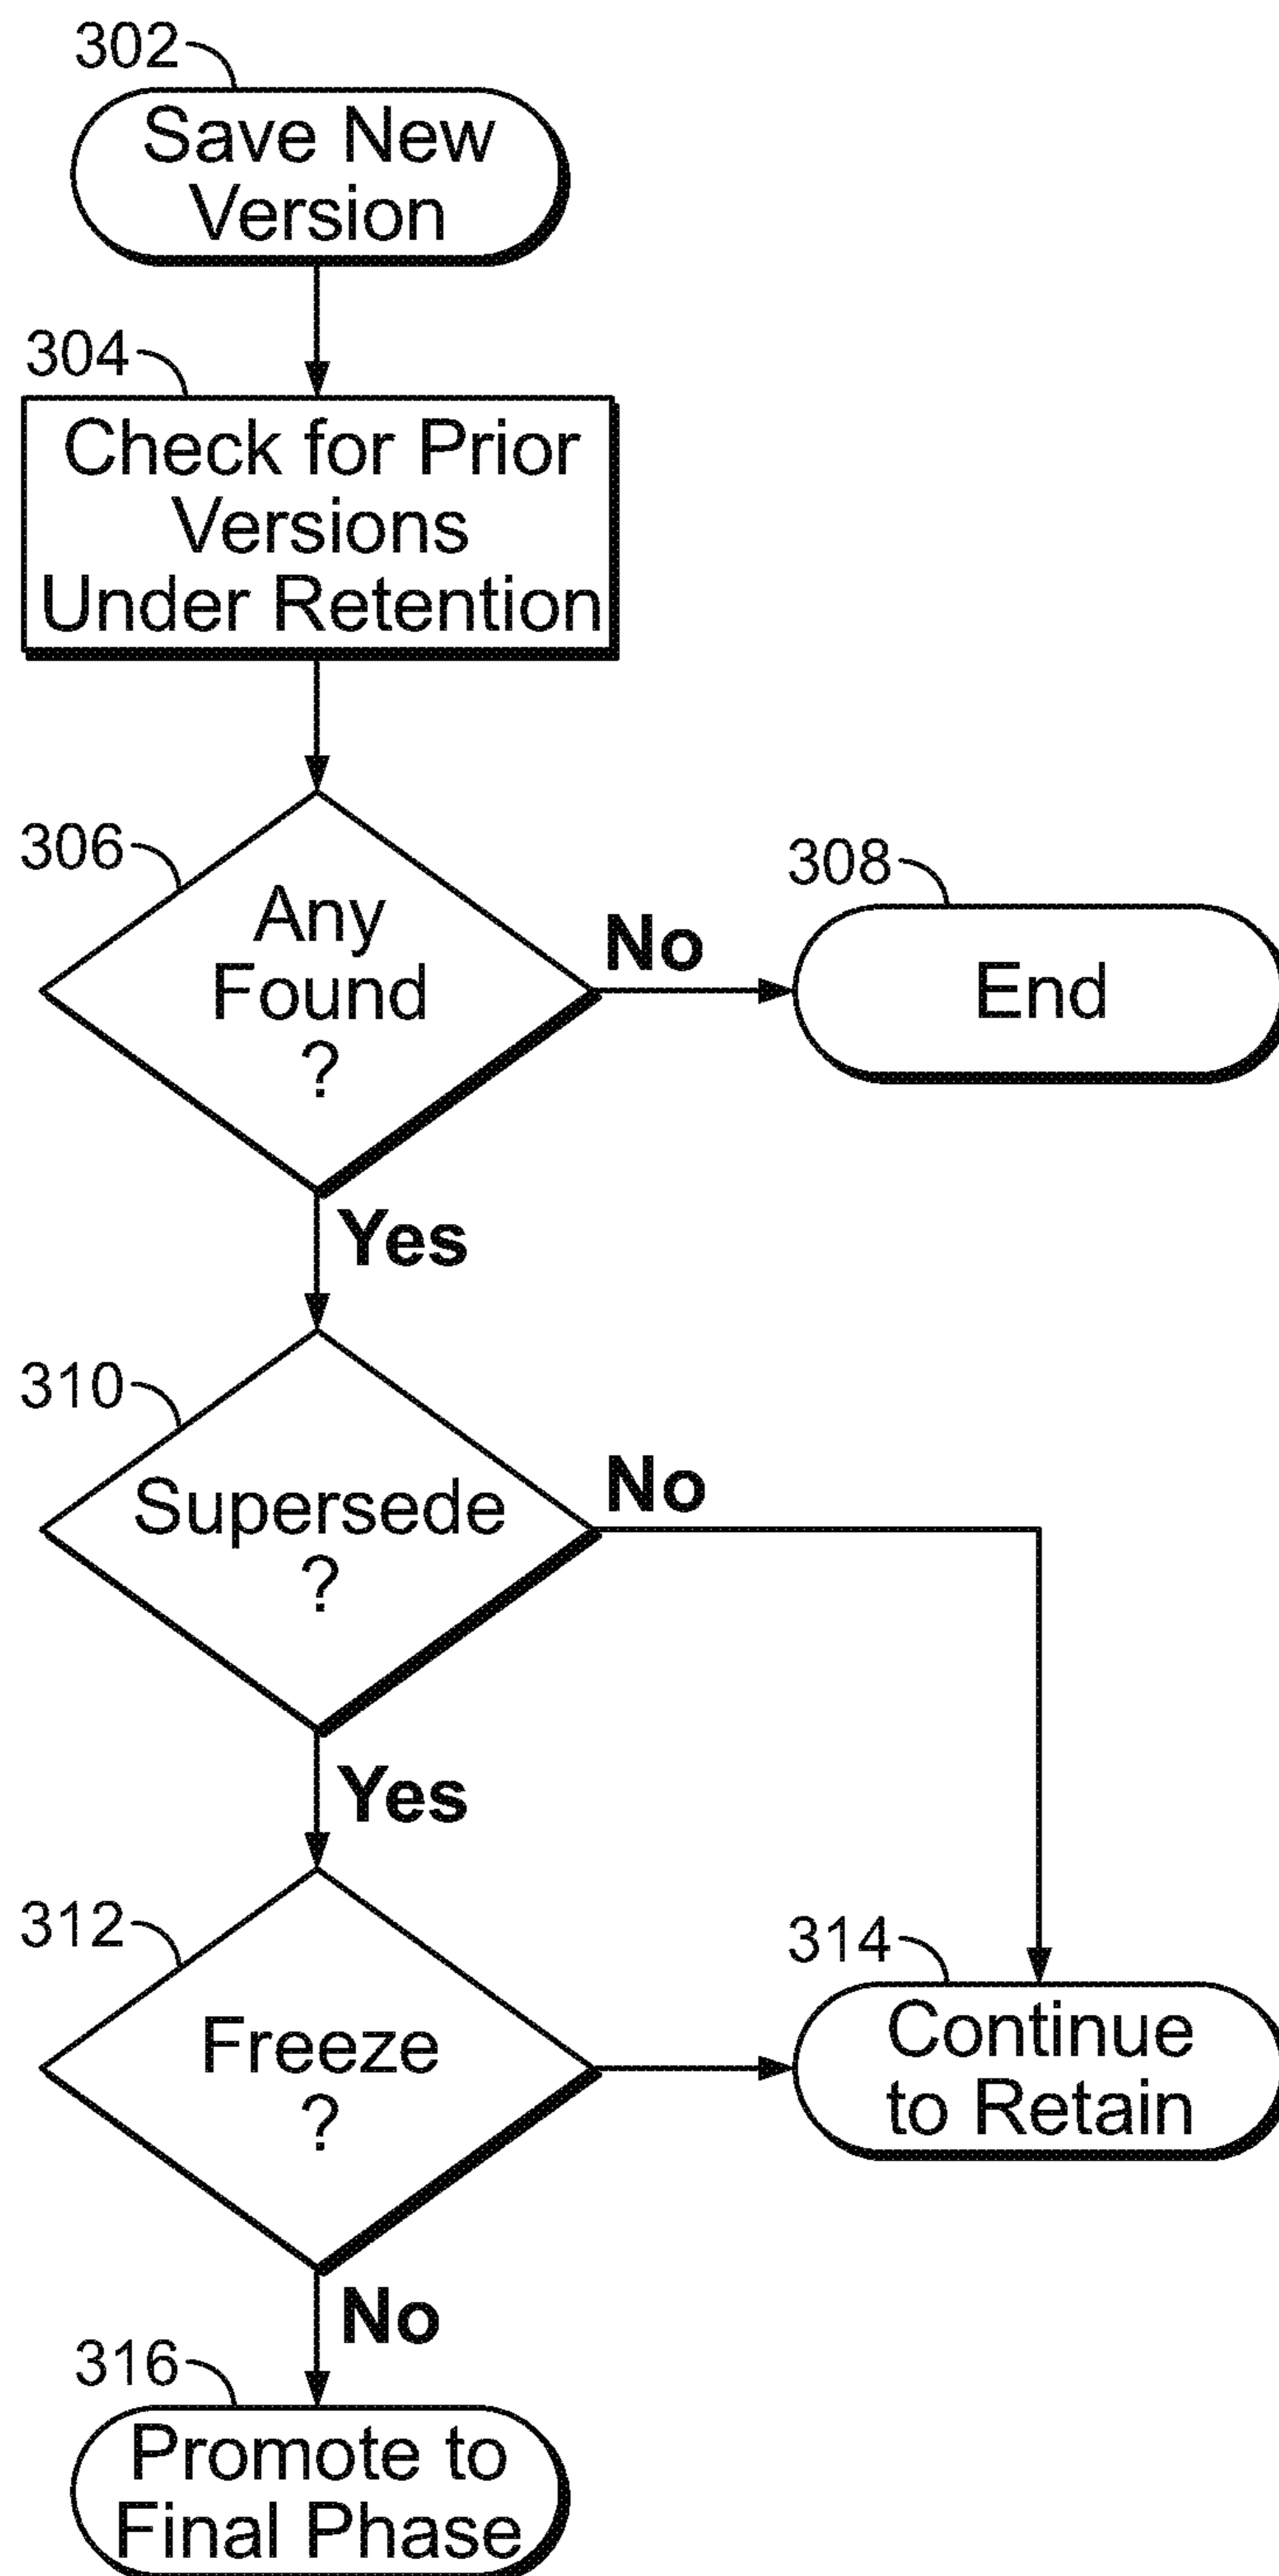 302
Save New
Version
304
Check for Prior
Versions
Under Retention
306
Any
Found
?
No
308
End
Yes
310
Supersede
?
No
Yes
312
Freeze
?
314
Continue
to Retain
No
316
Promote to
Final Phase